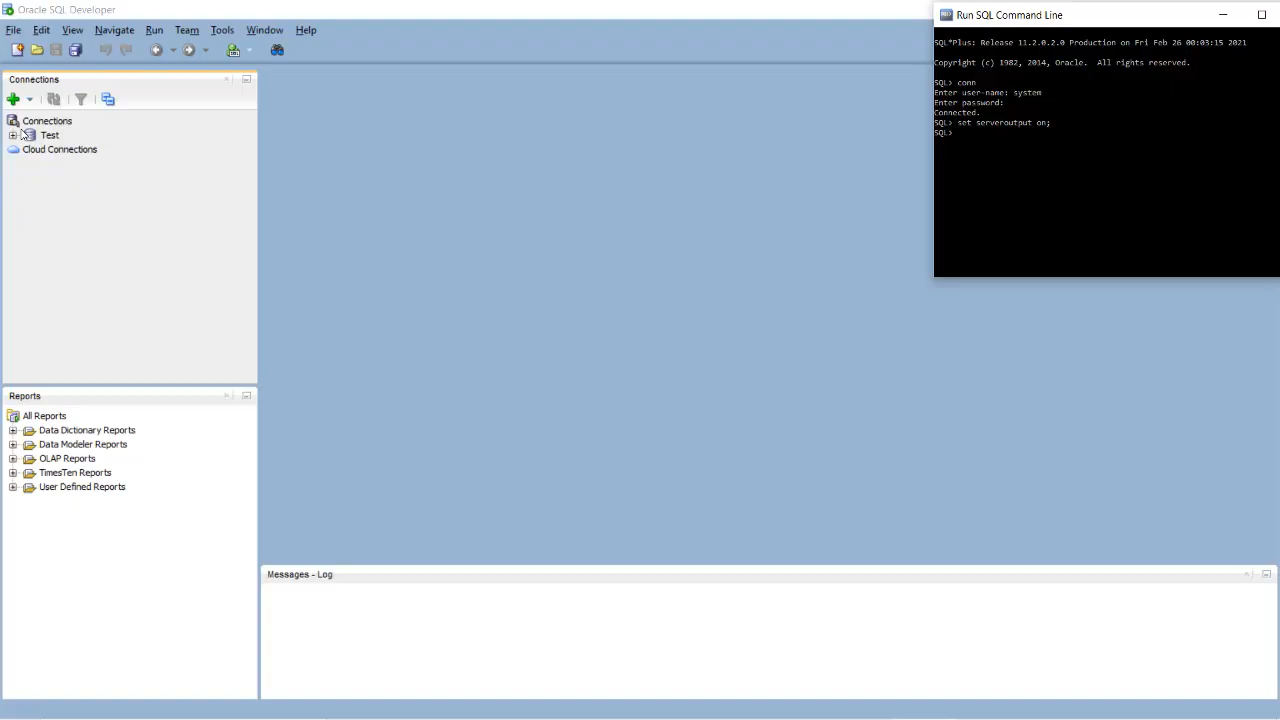 Oracle SQL Developer
File Edit View Navigate Run Team Tools Window Help
Connections
Connections
Test
Cloud Connections
Reports
All Reports
Data Dictionary Reports
Data Modeler Reports
OLAP Reports
TimesTen Reports
User Defined Reports
Messages - Log
Run SQL Command Line
SQL*Plus: Release 11.2.0.2.0 Production on Fri Feb 26 00:03:15 2021
Copyright (c) 1982, 2014, Oracle.  All rights reserved.
SQL> conn
Enter user-name: system
Enter password:
Connected.
SQL> set serveroutput on;
SQL>